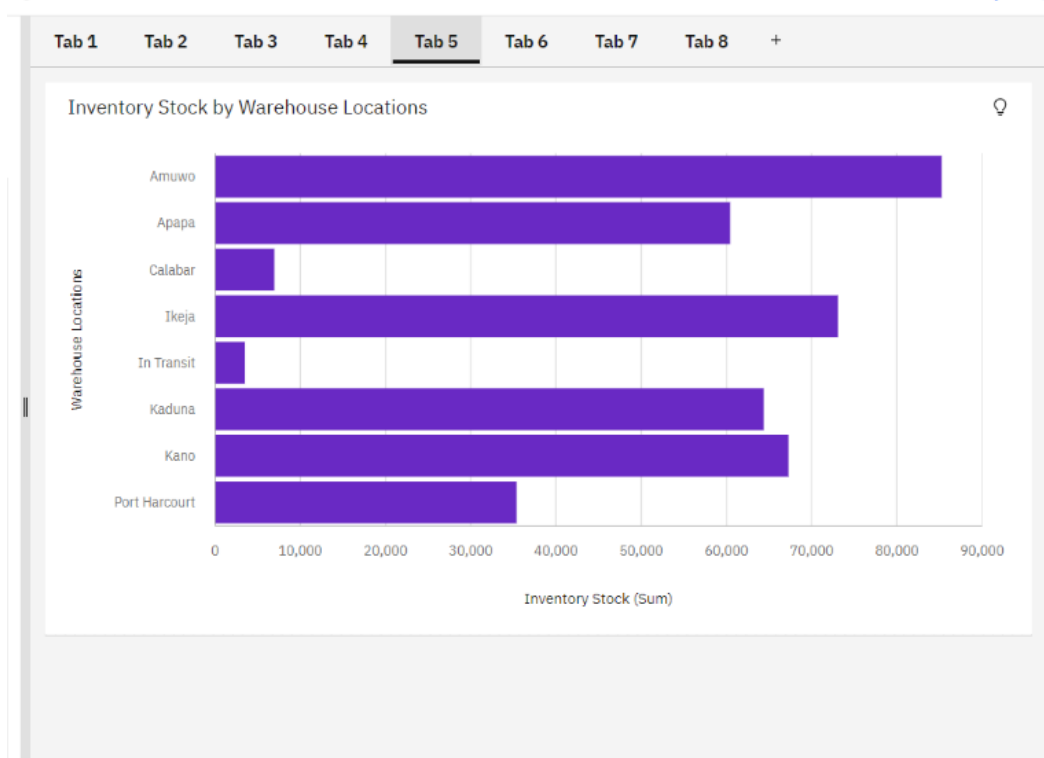 Tab 1 Tab 2 Tab 3 Tab 4 Tab 5 Tab 6 Tab 7 Tab 8 +
Inventory Stock by Warehouse Locations
Warehouse Locations
Amuwo
Apapa
Calabar
Ikeja
In Transit
Kaduna
Kano
Port Harcourt
0 10,000 20,000 30,000 40,000 50,000 60,000 70,000 80,000 90,000
Inventory Stock (Sum)